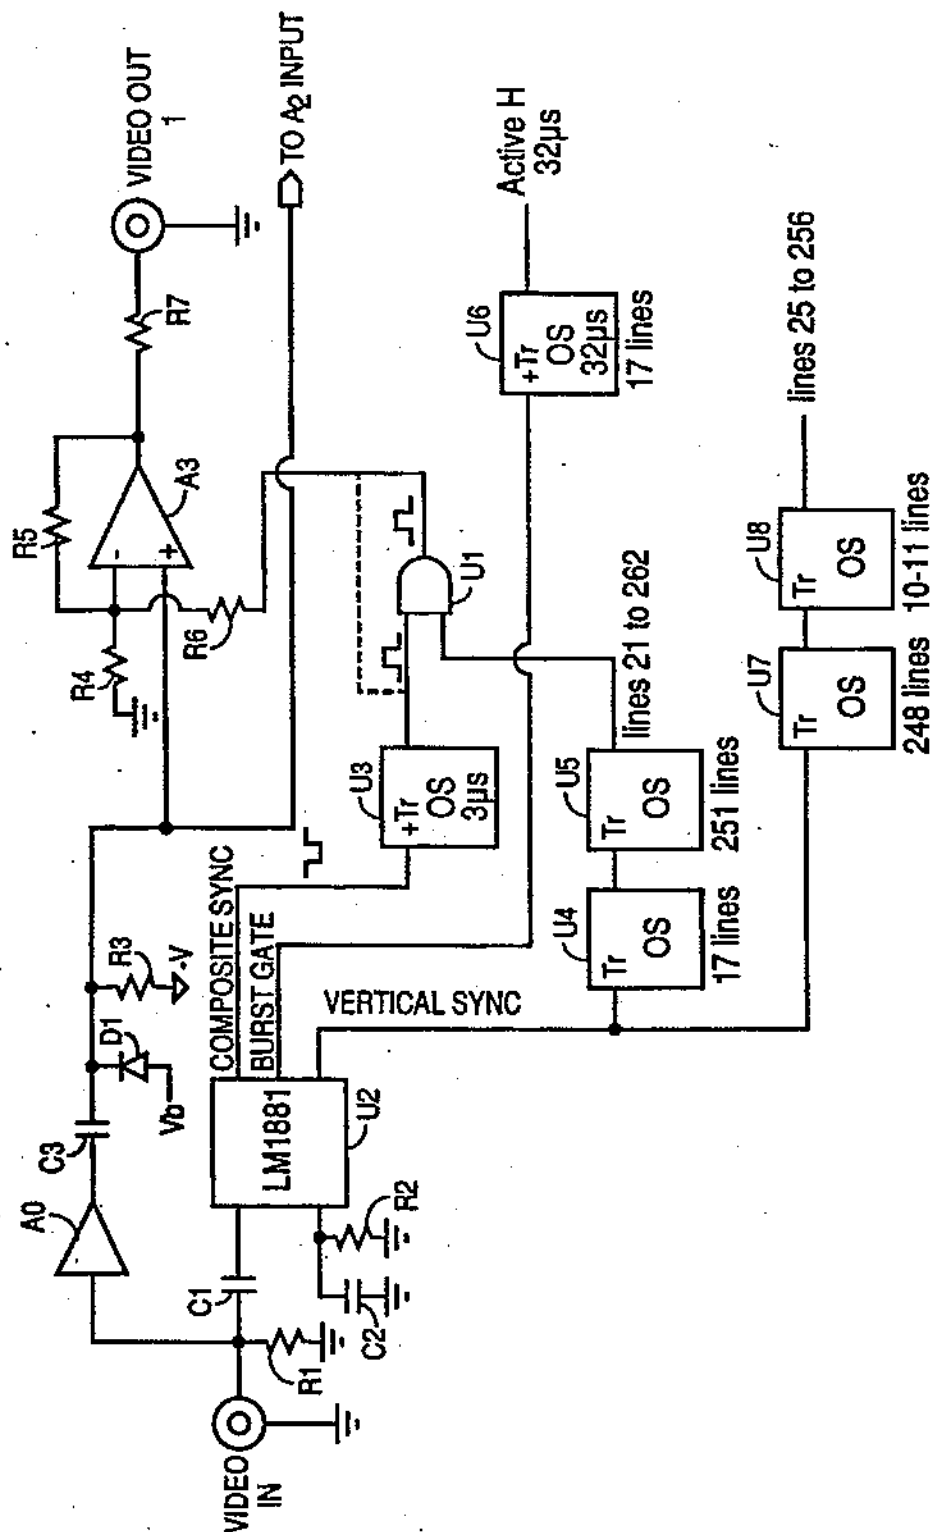 VIDEO
IN
R1
C1
A0
C3
D1
Vb
R3
-V
LM1881
U2
C2
R2
COMPOSITE SYNC
BURST GATE
VERTICAL SYNC
R4
R5
R6
A3
-
+
R7
VIDEO OUT
1
TO A2 INPUT
U3
+Tr
OS
3µs
U1
U6
+Tr
OS
32µs
17 lines
Active H
32µs
U4
Tr
OS
17 lines
U5
Tr
OS
251 lines
lines 21 to 262
U7
Tr
OS
248 lines
U8
Tr
OS
10-11 lines
lines 25 to 256